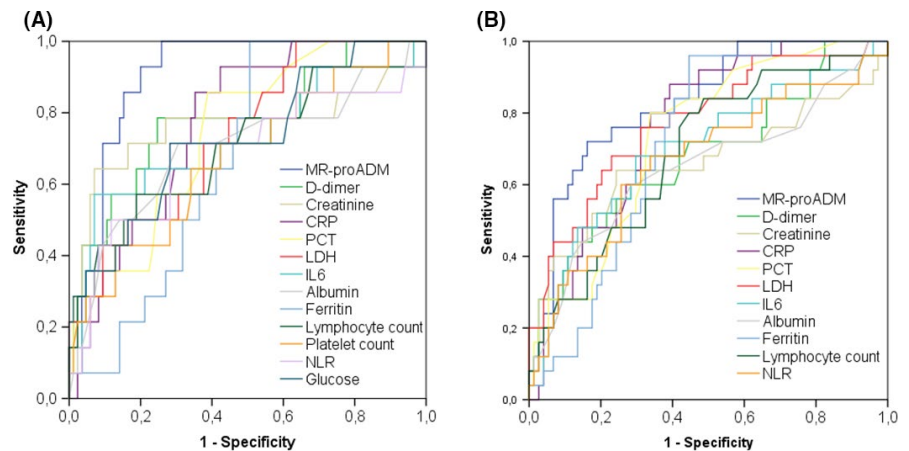 (A)
1,0
0,8
0,6
0,4
0,2
0,0
Sensitivity
0,0 0,2 0,4 0,6 0,8 1,0
1 - Specificity
MR-proADM
D-dimer
Creatinine
CRP
PCT
LDH
IL6
Albumin
Ferritin
Lymphocyte count
Platelet count
NLR
Glucose
(B)
1,0
0,8
0,6
0,4
0,2
0,0
Sensitivity
0,0 0,2 0,4 0,6 0,8 1,0
1 - Specificity
MR-proADM
D-dimer
Creatinine
CRP
PCT
LDH
IL6
Albumin
Ferritin
Lymphocyte count
NLR